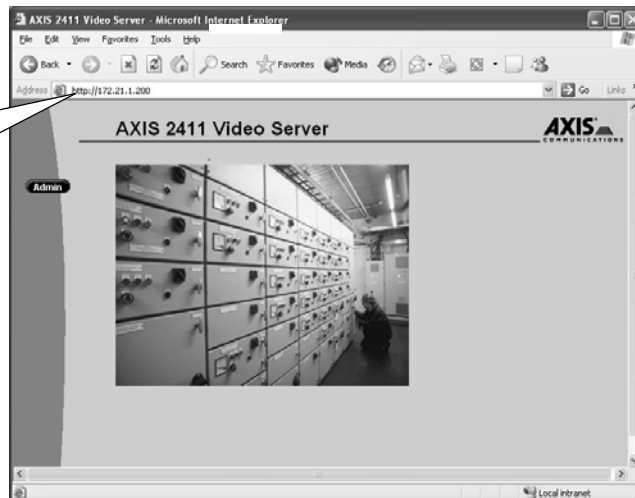 AXIS 2411 Video Server - Microsoft Internet Explorer
File Edit View Favorites Tools Help
Back Search Favorites Media
Address http://172.21.1.200 Go Links
AXIS 2411 Video Server
AXIS
COMMUNICATIONS
Admin
Local intranet